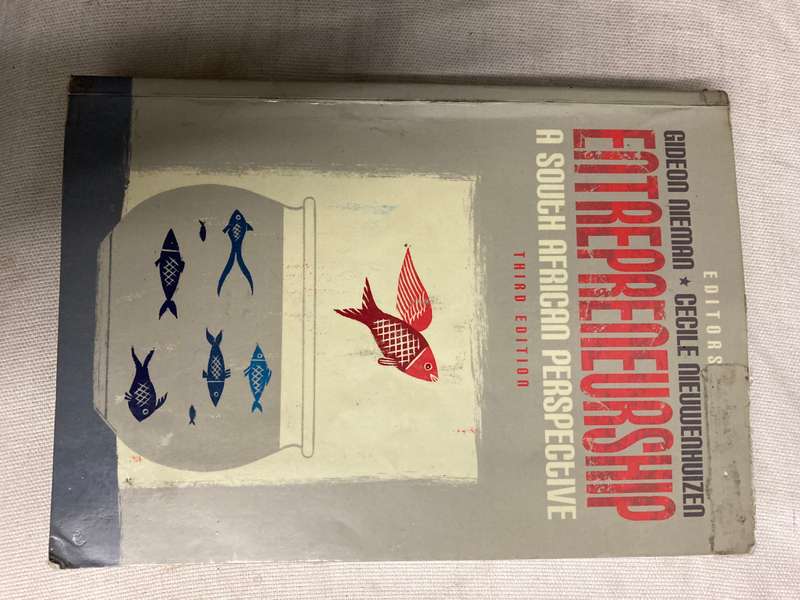 EDITORS
GIDEON NIEMAN ★ CECILE NIEUWENHUIZEN
ENTREPRENEURSHIP
A SOUTH AFRICAN PERSPECTIVE
THIRD EDITION